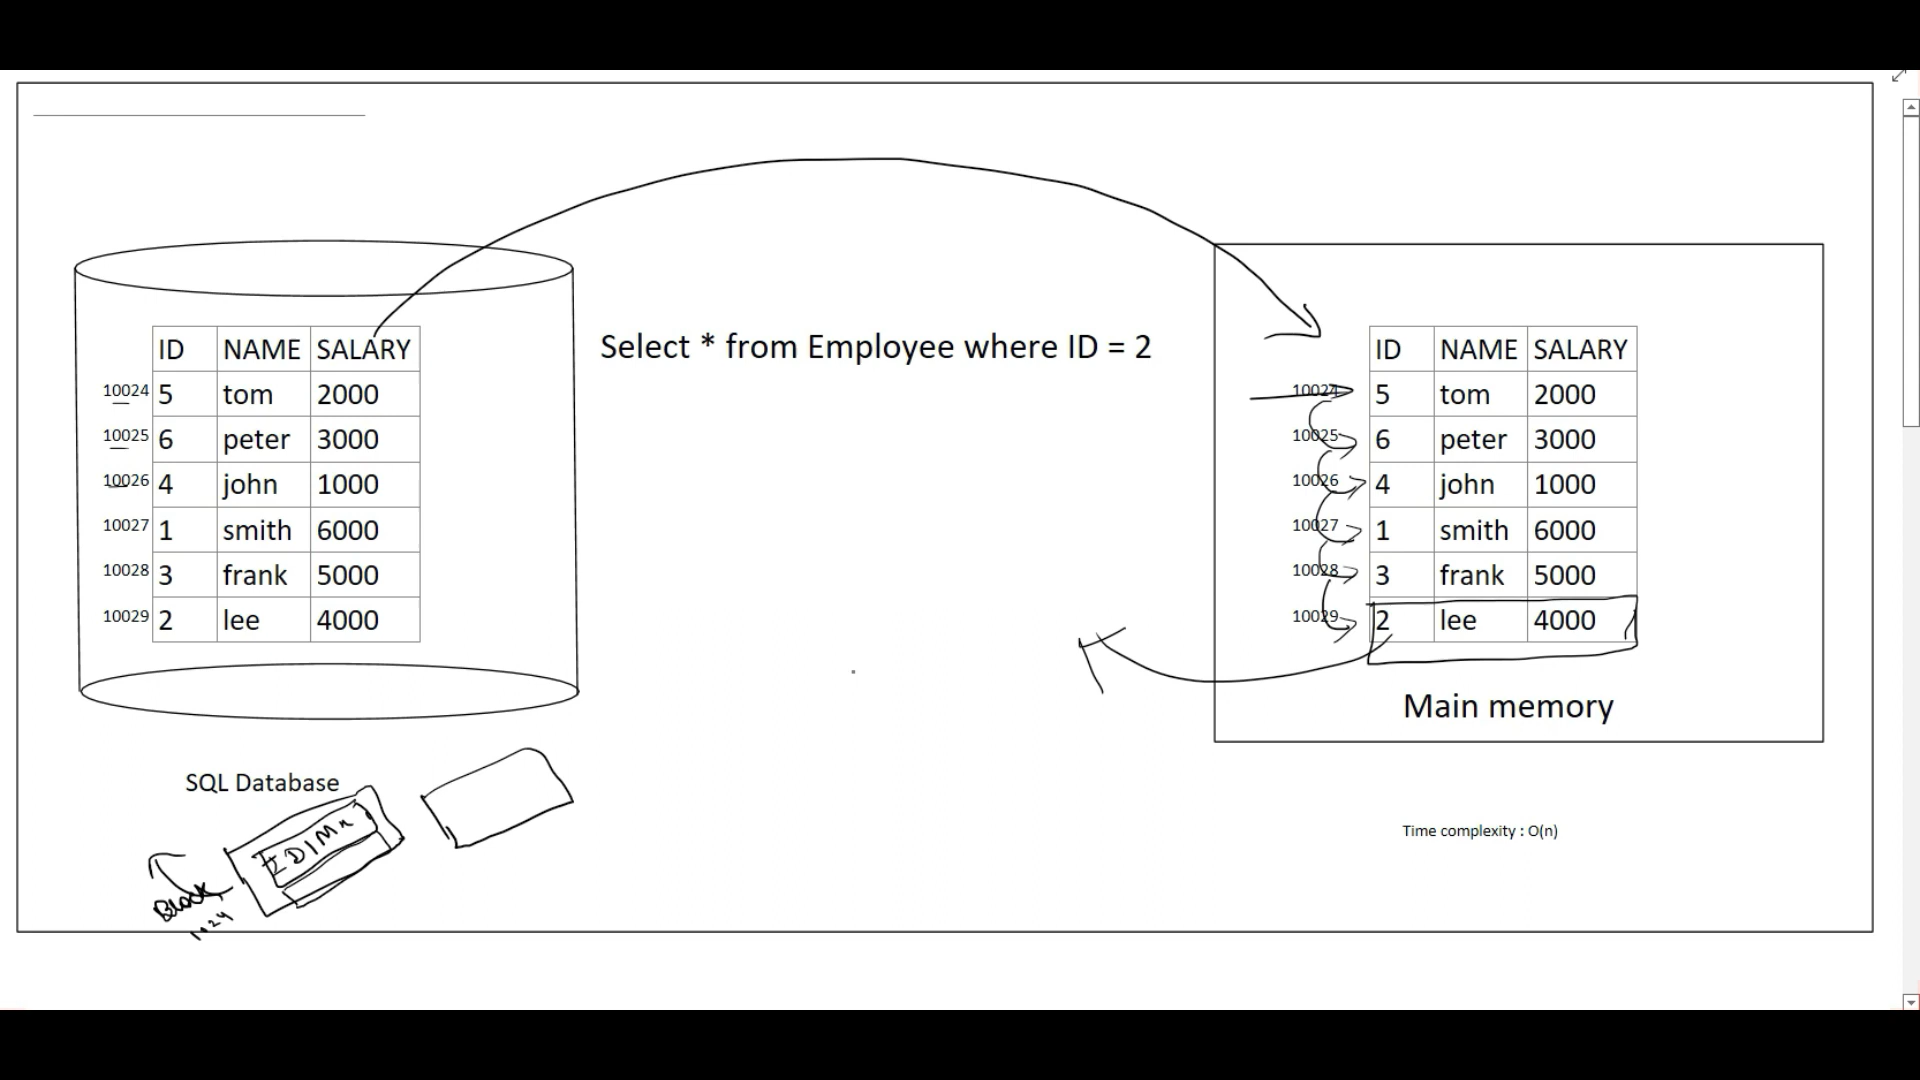 Select * from Employee where ID = 2
ID NAME SALARY
10024 5 tom 2000
10025 6 peter 3000
10026 4 john 1000
10027 1 smith 6000
10028 3 frank 5000
10029 2 lee 4000
SQL Database
Block
ID NAME SALARY
10024 5 tom 2000
10025 6 peter 3000
10026 4 john 1000
10027 1 smith 6000
10028 3 frank 5000
10029 2 lee 4000
Main memory
Time complexity : O(n)